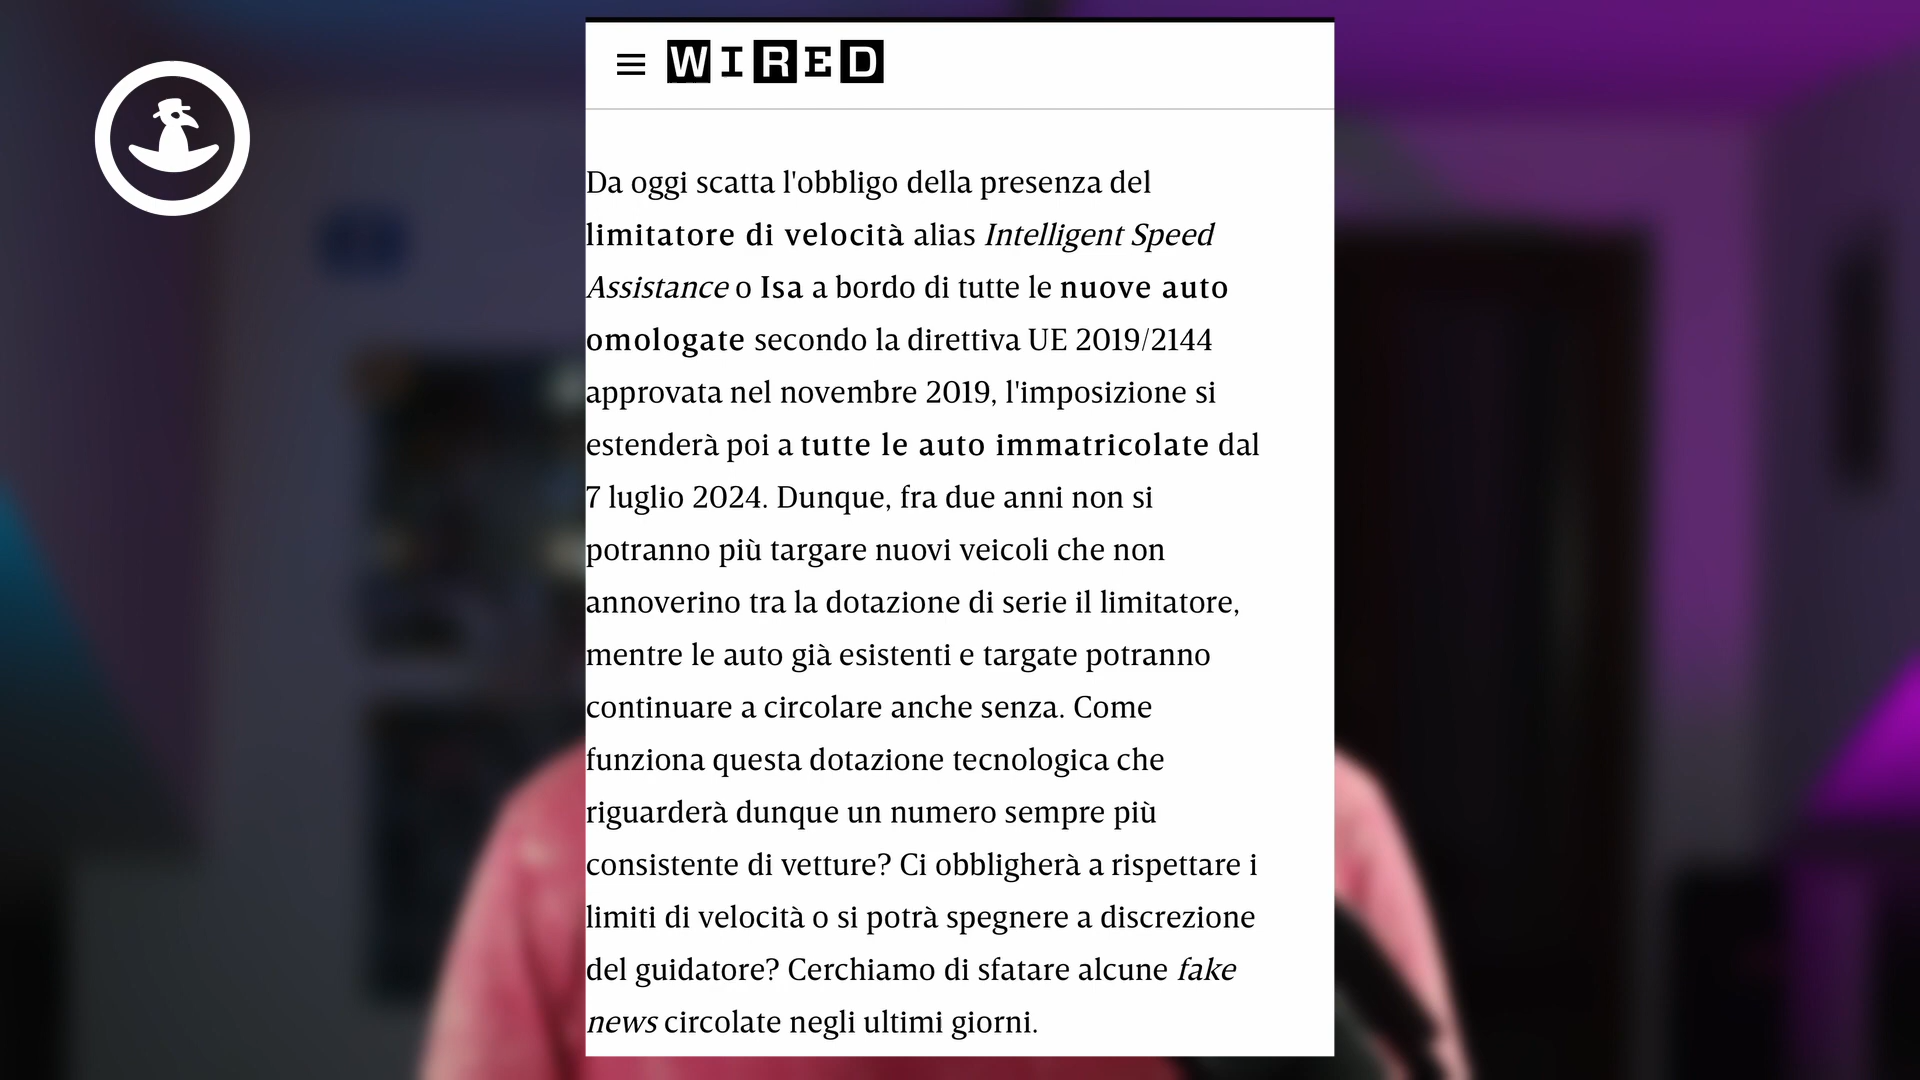 WIRED
Da oggi scatta l'obbligo della presenza del
limitatore di velocità alias Intelligent Speed
Assistance o Isa a bordo di tutte le nuove auto
omologate secondo la direttiva UE 2019/2144
approvata nel novembre 2019, l'imposizione si
estenderà poi a tutte le auto immatricolate dal
7 luglio 2024. Dunque, fra due anni non si
potranno più targare nuovi veicoli che non
annoverino tra la dotazione di serie il limitatore,
mentre le auto già esistenti e targate potranno
continuare a circolare anche senza. Come
funziona questa dotazione tecnologica che
riguarderà dunque un numero sempre più
consistente di vetture? Ci obbligherà a rispettare i
limiti di velocità o si potrà spegnere a discrezione
del guidatore? Cerchiamo di sfatare alcune fake
news circolate negli ultimi giorni.